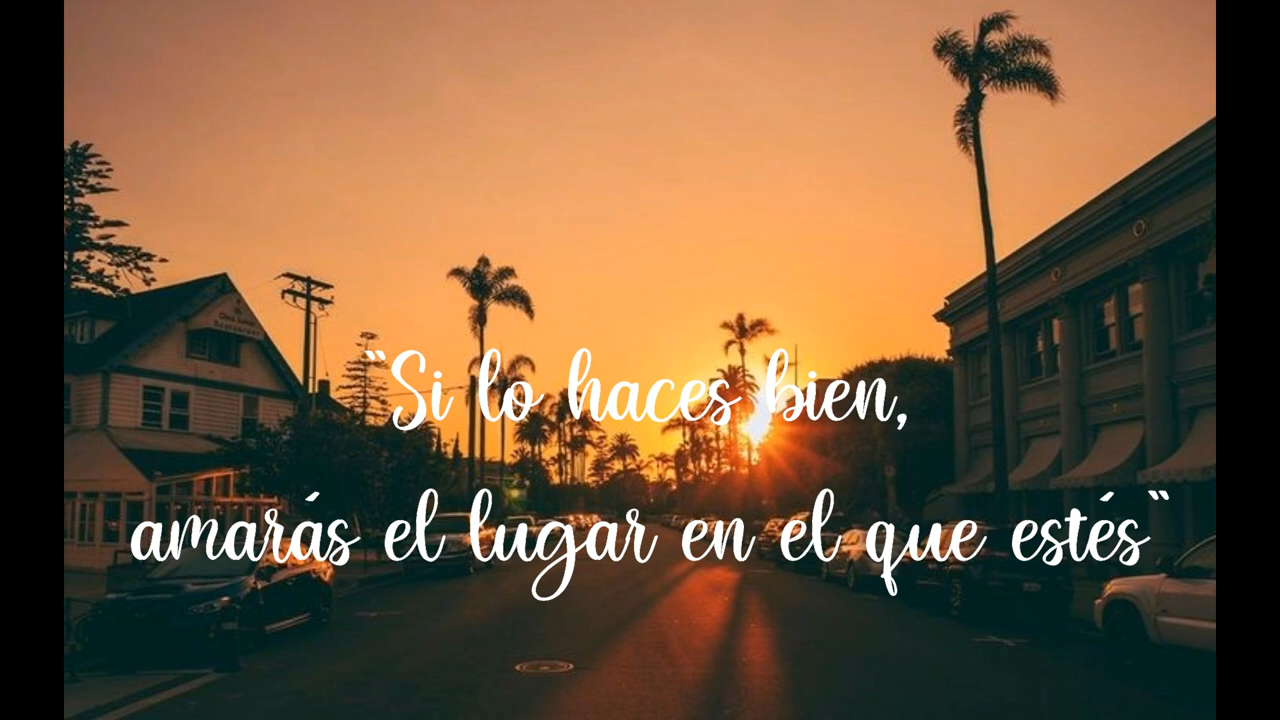 "Si lo haces bien,
amarás el lugar en el que estés"